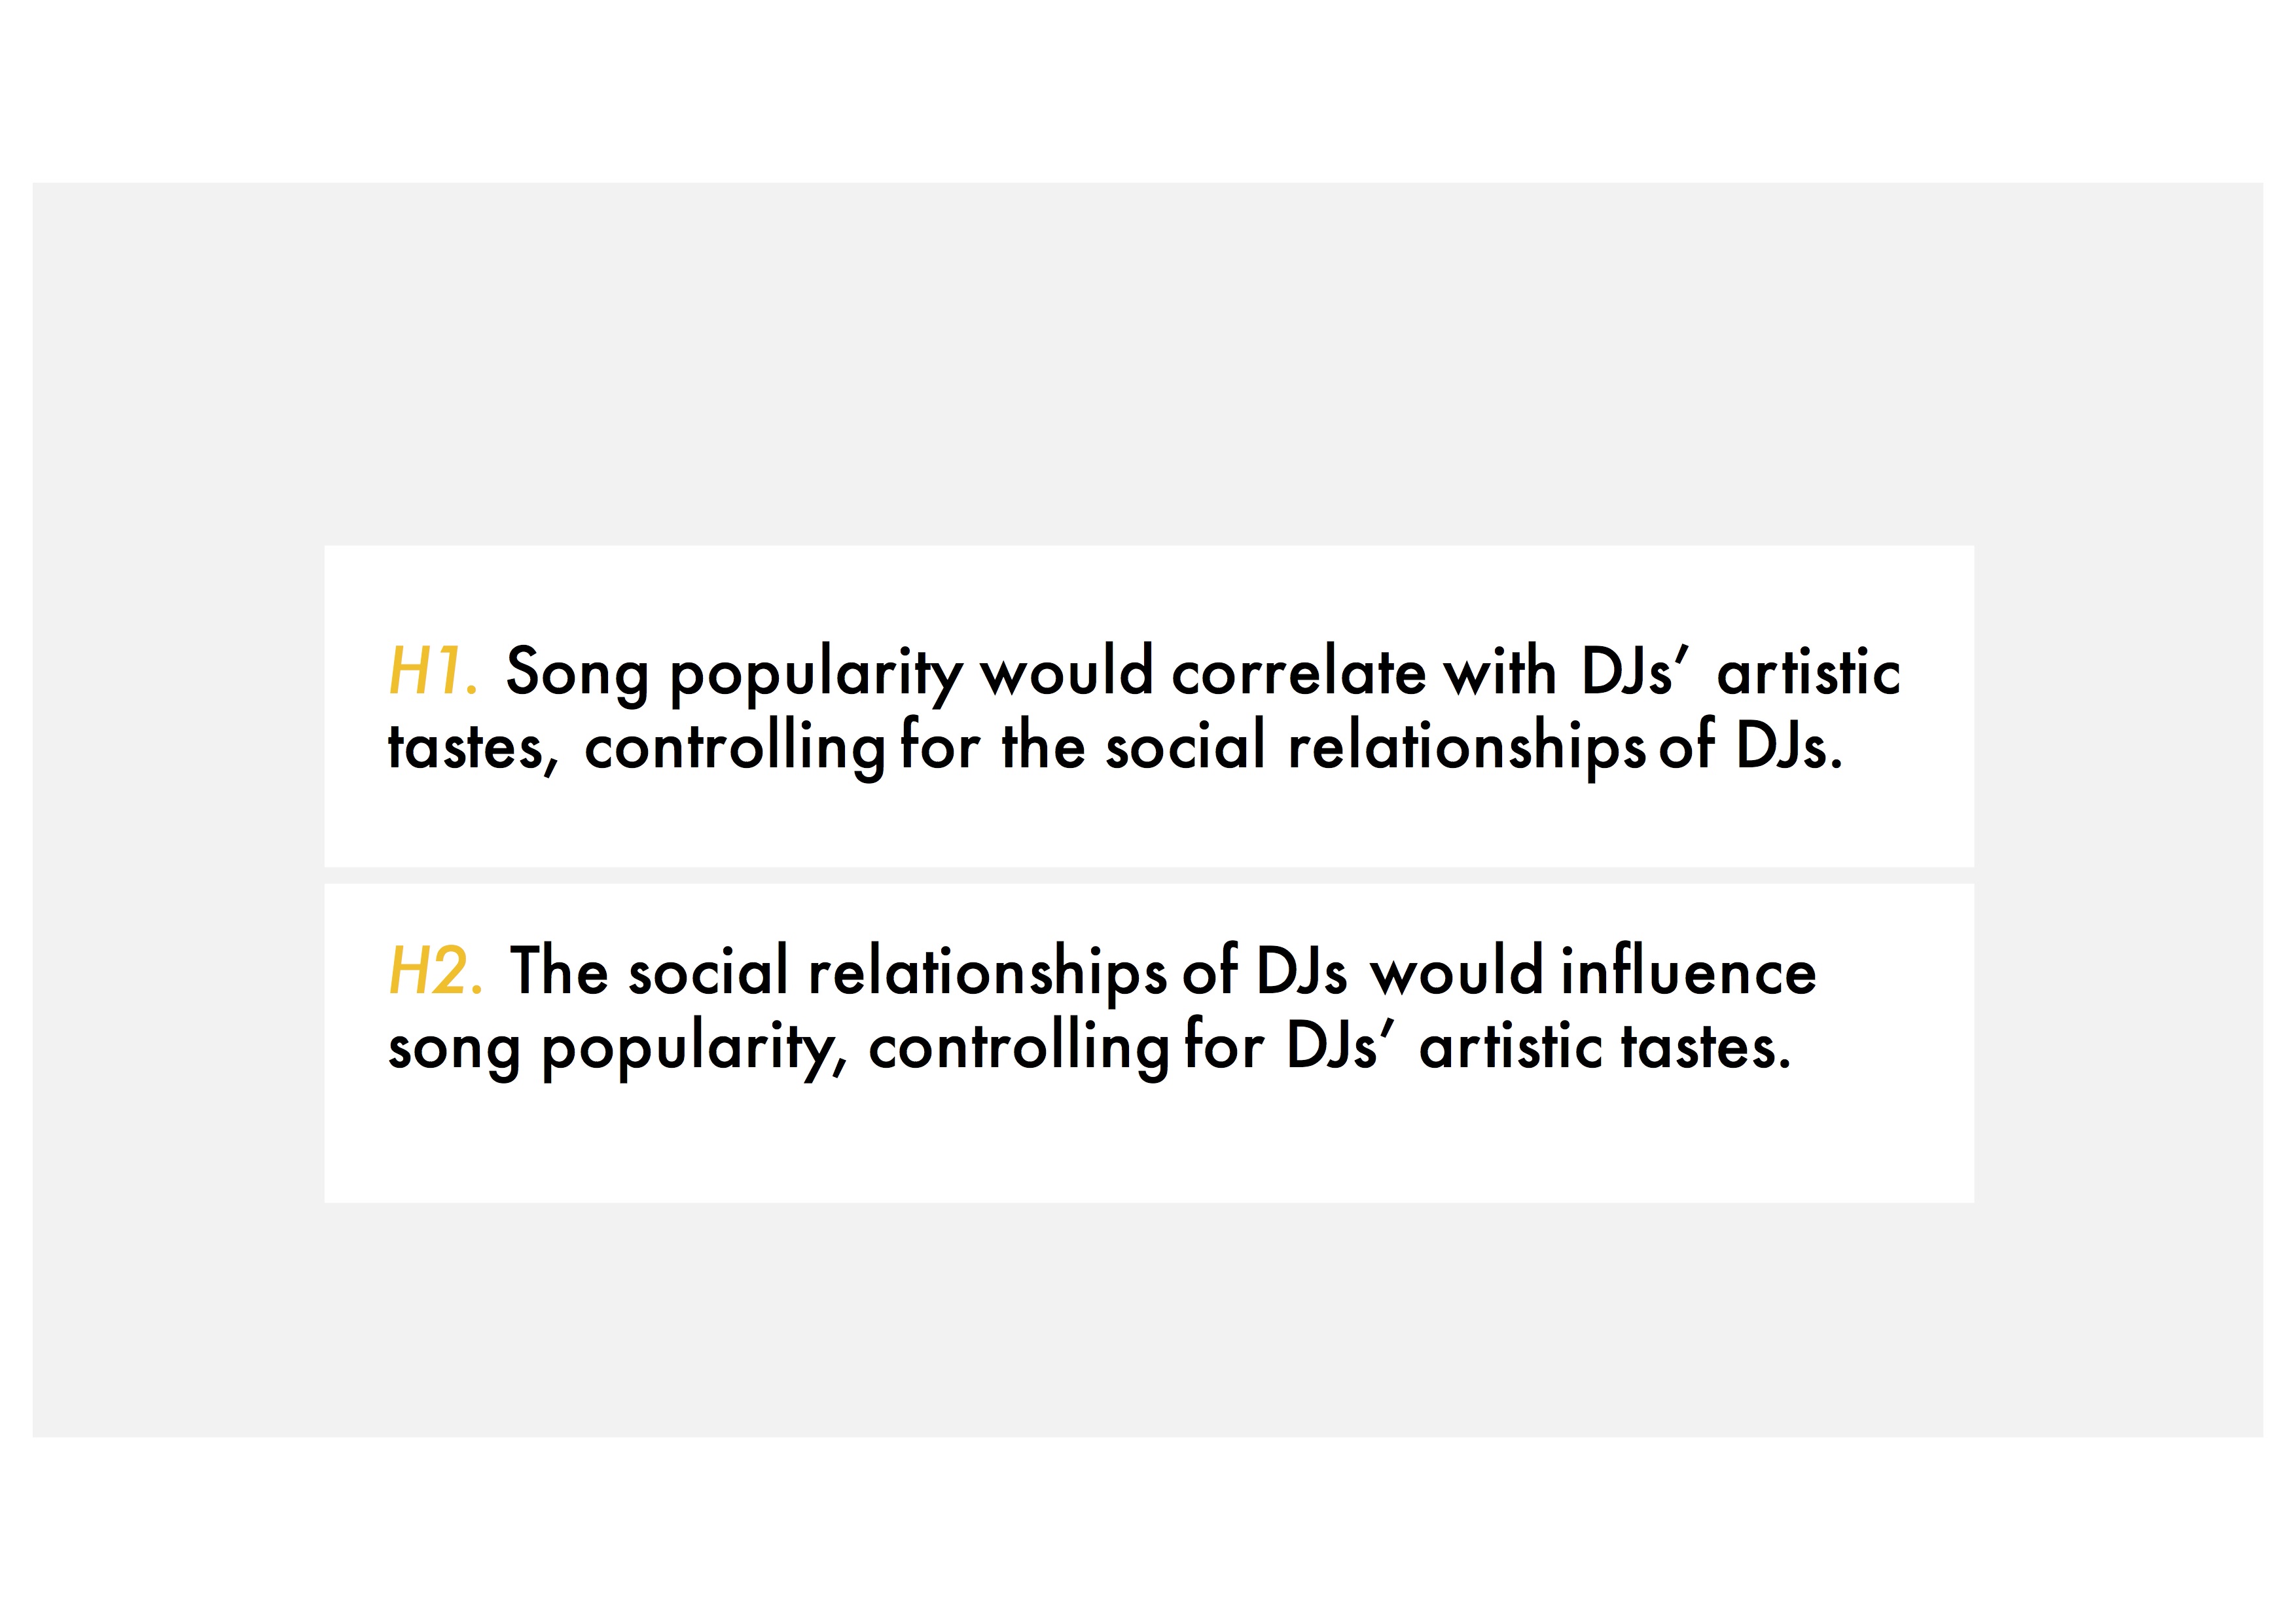 H1. Song popularity would correlate with DJs’ artistic
tastes, controlling for the social relationships of DJs.
H2. The social relationships of DJs would influence
song popularity, controlling for DJs’ artistic tastes.